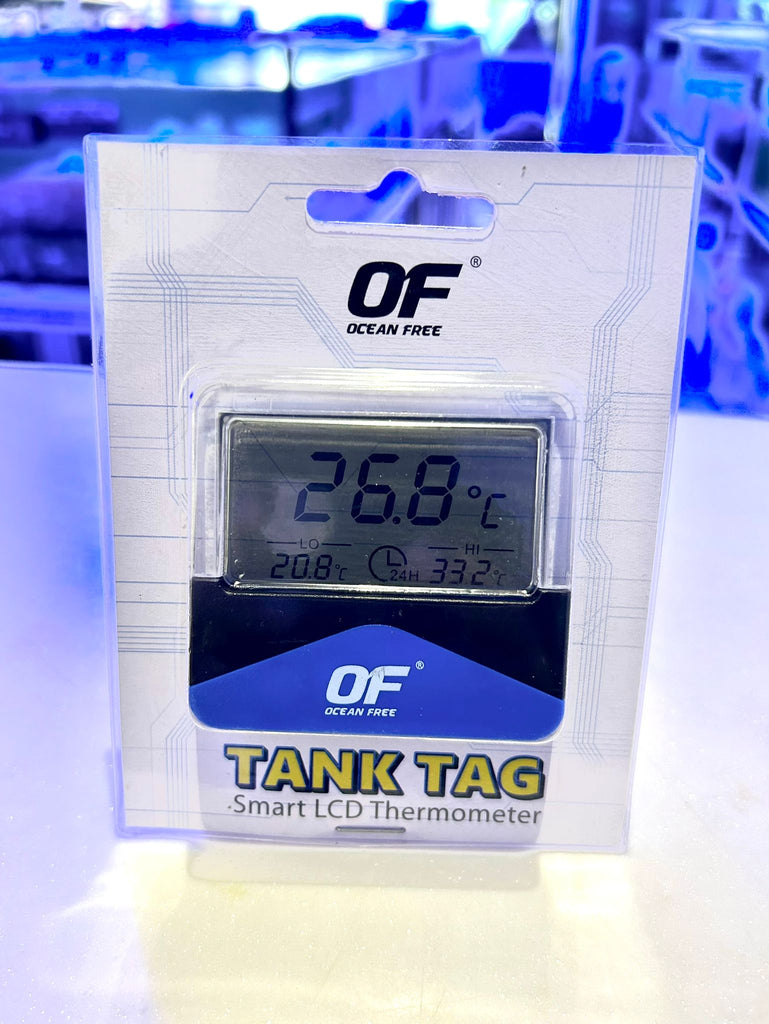 OF®
OCEAN FREE
26.8°C
LO HI
20.8°C 24H 33.2°C
OF®
OCEAN FREE
TANK TAG
Smart LCD Thermometer